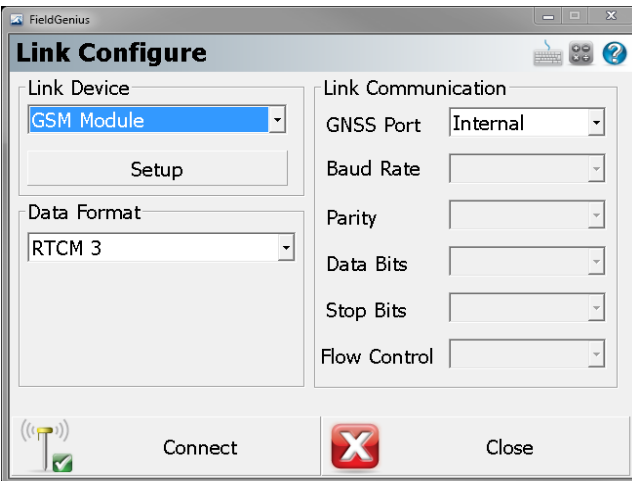 FieldGenius
Link Configure
Link Device
GSM Module
Setup
Data Format
RTCM 3
Link Communication
GNSS Port
Internal
Baud Rate
Parity
Data Bits
Stop Bits
Flow Control
Connect
Close